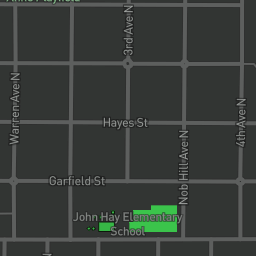 3rd Ave N
Warren Ave N
Hayes St
4th Ave N
Nob Hill Ave N
Garfield St
John Hay Elementary
School
N